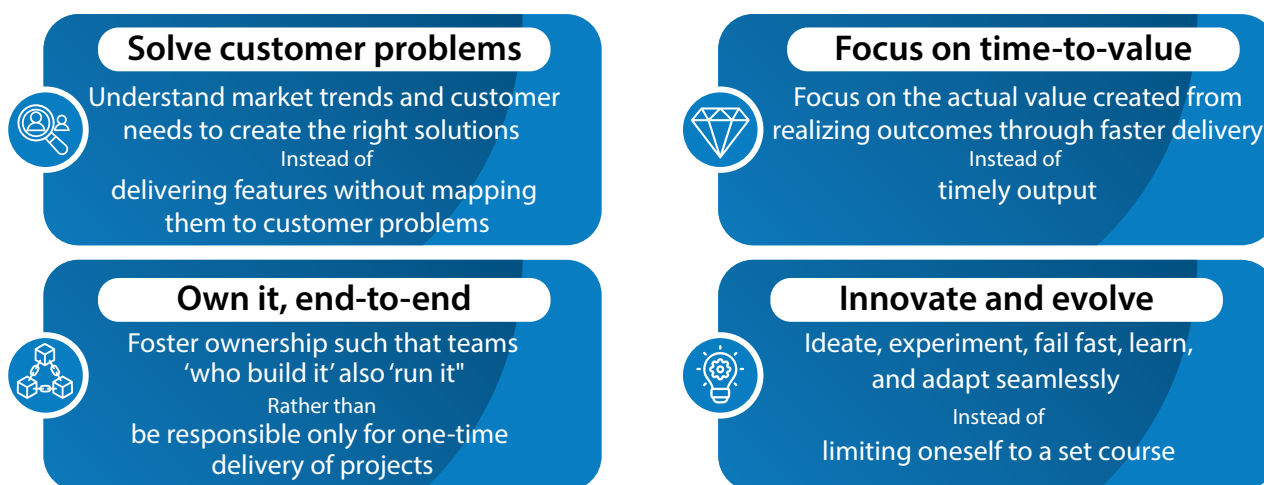 Solve customer problems
Understand market trends and customer
needs to create the right solutions
Instead of
delivering features without mapping
them to customer problems
Focus on time-to-value
Focus on the actual value created from
realizing outcomes through faster delivery
Instead of
timely output
Own it, end-to-end
Foster ownership such that teams
‘who build it’ also ‘run it"
Rather than
be responsible only for one-time
delivery of projects
Innovate and evolve
Ideate, experiment, fail fast, learn,
and adapt seamlessly
Instead of
limiting oneself to a set course